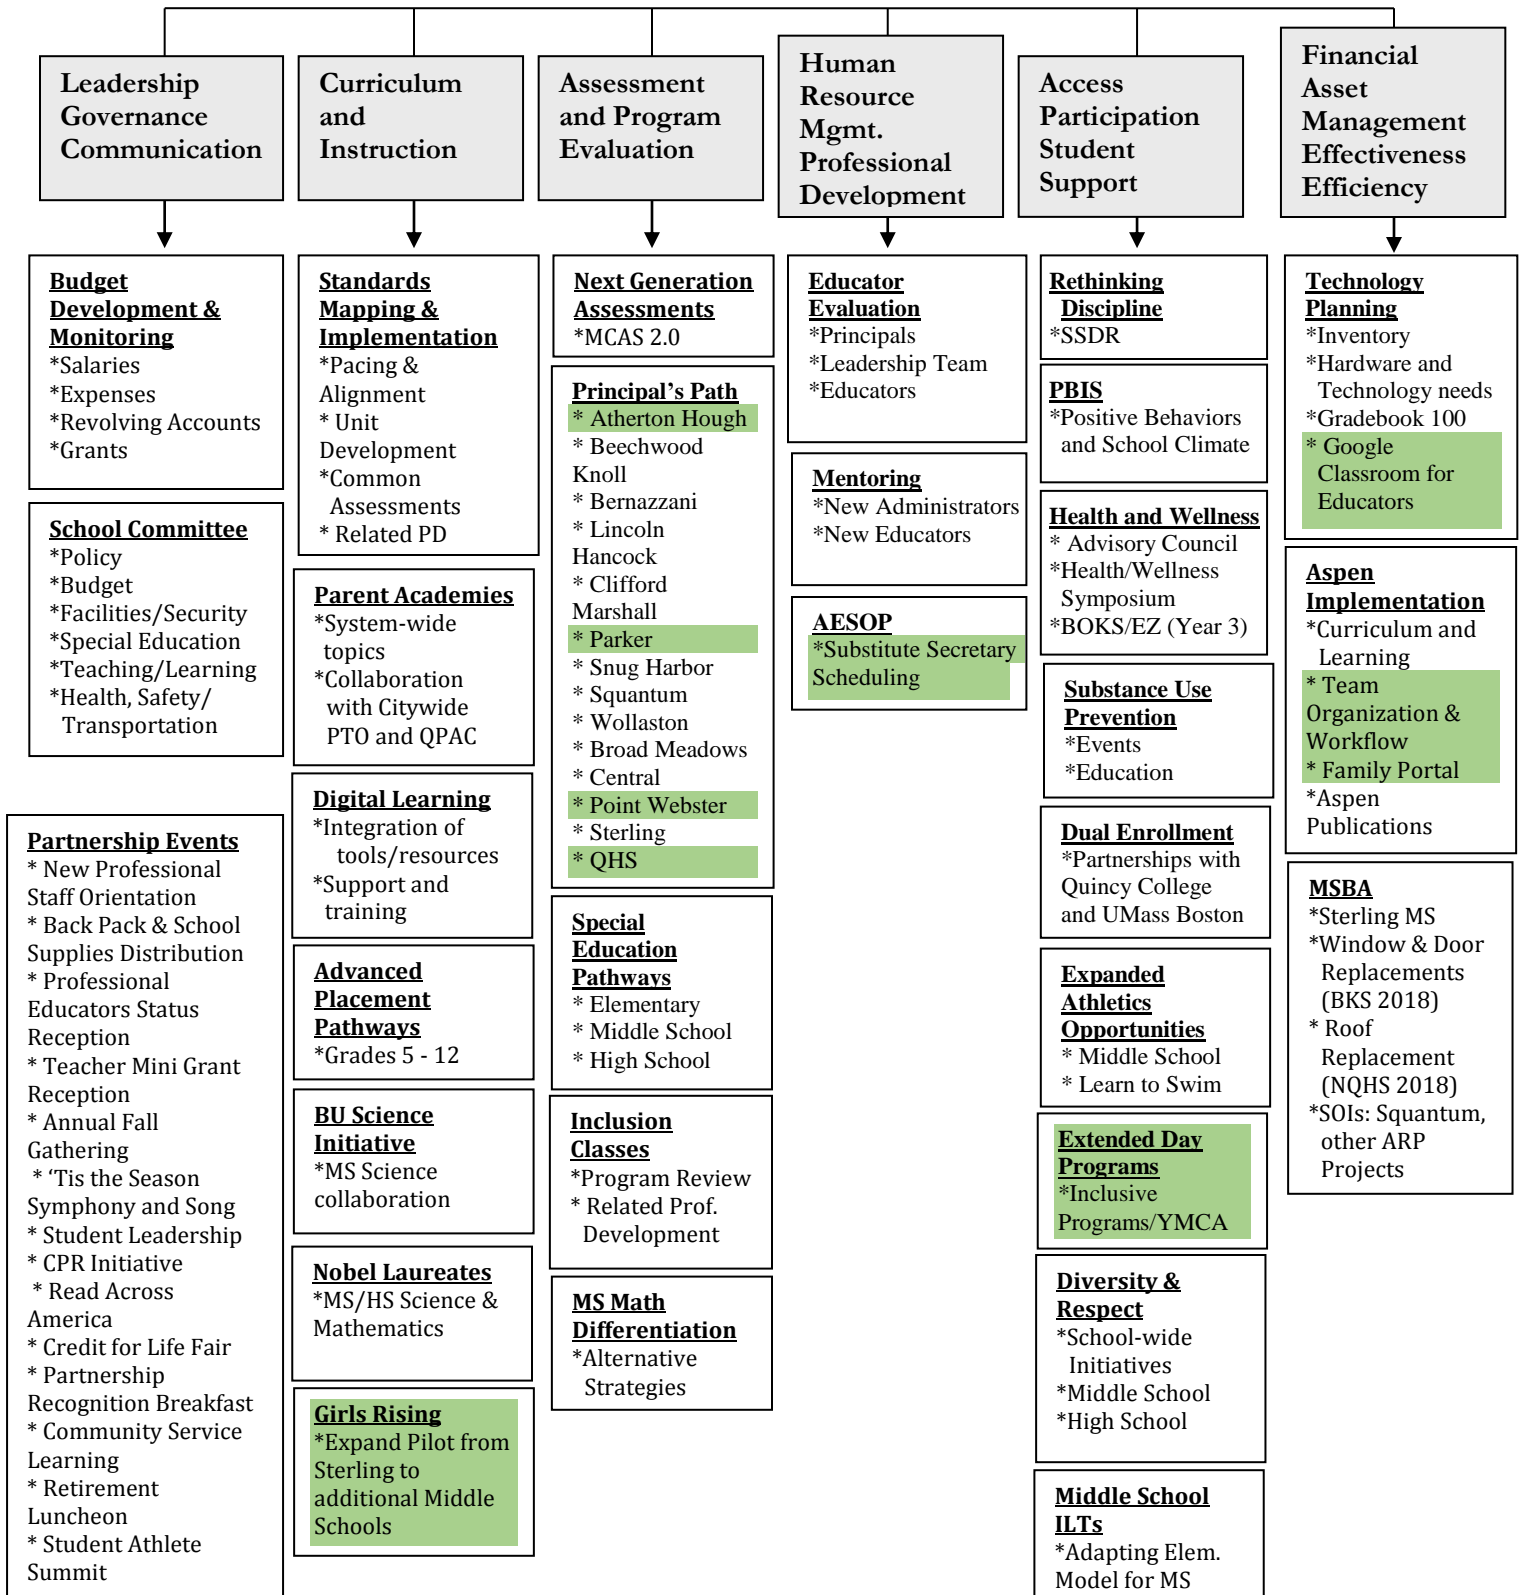 Leadership
Governance
Communication
Curriculum
and
Instruction
Assessment
and Program
Evaluation
Human
Resource
Mgmt.
Professional
Development
Access
Participation
Student
Support
Financial
Asset
Management
Effectiveness
Efficiency
Budget
Development &
Monitoring
*Salaries
*Expenses
*Revolving Accounts
*Grants
School Committee
*Policy
*Budget
*Facilities/Security
*Special Education
*Teaching/Learning
*Health, Safety/
Transportation
Partnership Events
* New Professional
Staff Orientation
* Back Pack & School
Supplies Distribution
* Professional
Educators Status
Reception
* Teacher Mini Grant
Reception
* Annual Fall
Gathering
* ‘Tis the Season
Symphony and Song
* Student Leadership
* CPR Initiative
* Read Across
America
* Credit for Life Fair
* Partnership
Recognition Breakfast
* Community Service
Learning
* Retirement
Luncheon
* Student Athlete
Summit
Standards
Mapping &
Implementation
*Pacing &
Alignment
* Unit
Development
*Common
Assessments
* Related PD
Parent Academies
*System-wide
topics
*Collaboration
with Citywide
PTO and QPAC
Digital Learning
*Integration of
tools/resources
*Support and
training
Advanced
Placement
Pathways
*Grades 5 - 12
BU Science
Initiative
*MS Science
collaboration
Nobel Laureates
*MS/HS Science &
Mathematics
Girls Rising
*Expand Pilot from
Sterling to
additional Middle
Schools
Next Generation
Assessments
*MCAS 2.0
Principal’s Path
* Atherton Hough
* Beechwood
Knoll
* Bernazzani
* Lincoln
Hancock
* Clifford
Marshall
* Parker
* Snug Harbor
* Squantum
* Wollaston
* Broad Meadows
* Central
* Point Webster
* Sterling
* QHS
Special
Education
Pathways
* Elementary
* Middle School
* High School
Inclusion
Classes
*Program Review
* Related Prof.
Development
MS Math
Differentiation
*Alternative
Strategies
Educator
Evaluation
*Principals
*Leadership Team
*Educators
Mentoring
*New Administrators
*New Educators
AESOP
*Substitute Secretary
Scheduling
Rethinking
Discipline
*SSDR
PBIS
*Positive Behaviors
and School Climate
Health and Wellness
* Advisory Council
*Health/Wellness
Symposium
*BOKS/EZ (Year 3)
Substance Use
Prevention
*Events
*Education
Dual Enrollment
*Partnerships with
Quincy College
and UMass Boston
Expanded
Athletics
Opportunities
* Middle School
* Learn to Swim
Extended Day
Programs
*Inclusive
Programs/YMCA
Diversity &
Respect
*School-wide
Initiatives
*Middle School
*High School
Middle School
ILTs
*Adapting Elem.
Model for MS
Technology
Planning
*Inventory
*Hardware and
Technology needs
*Gradebook 100
* Google
Classroom for
Educators
Aspen
Implementation
*Curriculum and
Learning
* Team
Organization &
Workflow
* Family Portal
*Aspen
Publications
MSBA
*Sterling MS
*Window & Door
Replacements
(BKS 2018)
* Roof
Replacement
(NQHS 2018)
*SOIs: Squantum,
other ARP
Projects